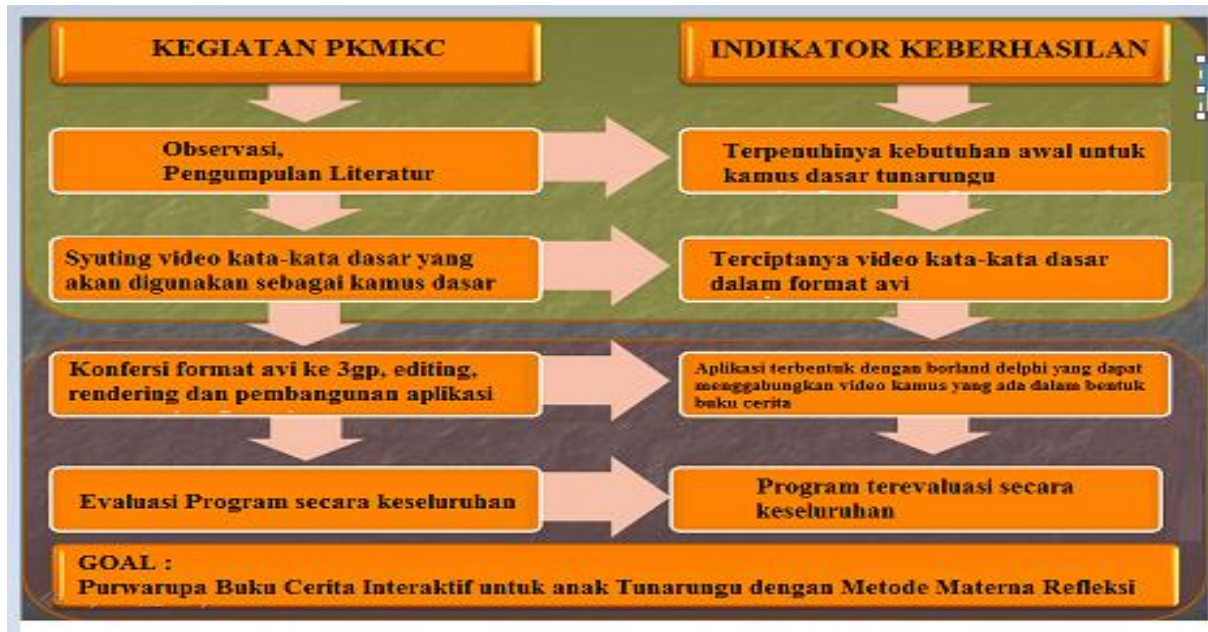 KEGIATAN PKMKC
INDIKATOR KEBERHASILAN
Observasi,
Pengumpulan Literatur
Terpenuhinya kebutuhan awal untuk
kamus dasar tunarungu
Syuting video kata-kata dasar yang
akan digunakan sebagai kamus dasar
Terciptanya video kata-kata dasar
dalam format avi
Konfersi format avi ke 3gp, editing,
rendering dan pembangunan aplikasi
Aplikasi terbentuk dengan borland delphi yang dapat
menggabungkan video kamus yang ada dalam bentuk
buku cerita
Evaluasi Program secara keseluruhan
Program terevaluasi secara
keseluruhan
GOAL :
Purwarupa Buku Cerita Interaktif untuk anak Tunarungu dengan Metode Materna Refleksi